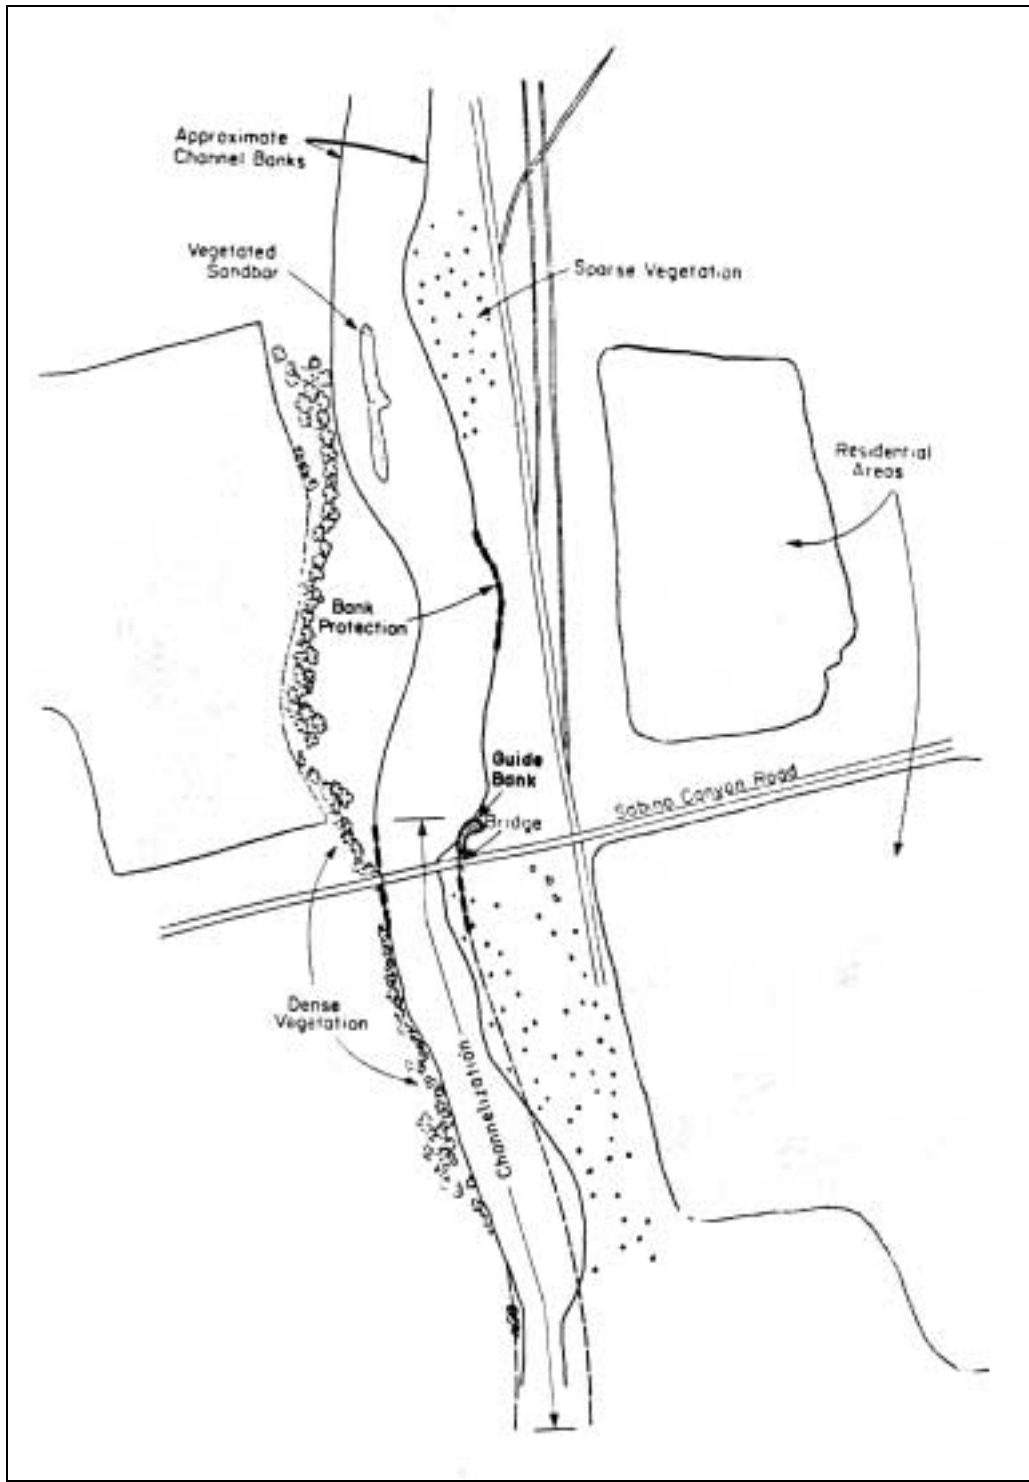 Approximate
Channel Banks
Vegetated
Sandbar
Sparse Vegetation
Residential
Areas
Bank
Protection
Guide
Bank
Bridge
Sabino Canyon Road
Dense
Vegetation
Channelization